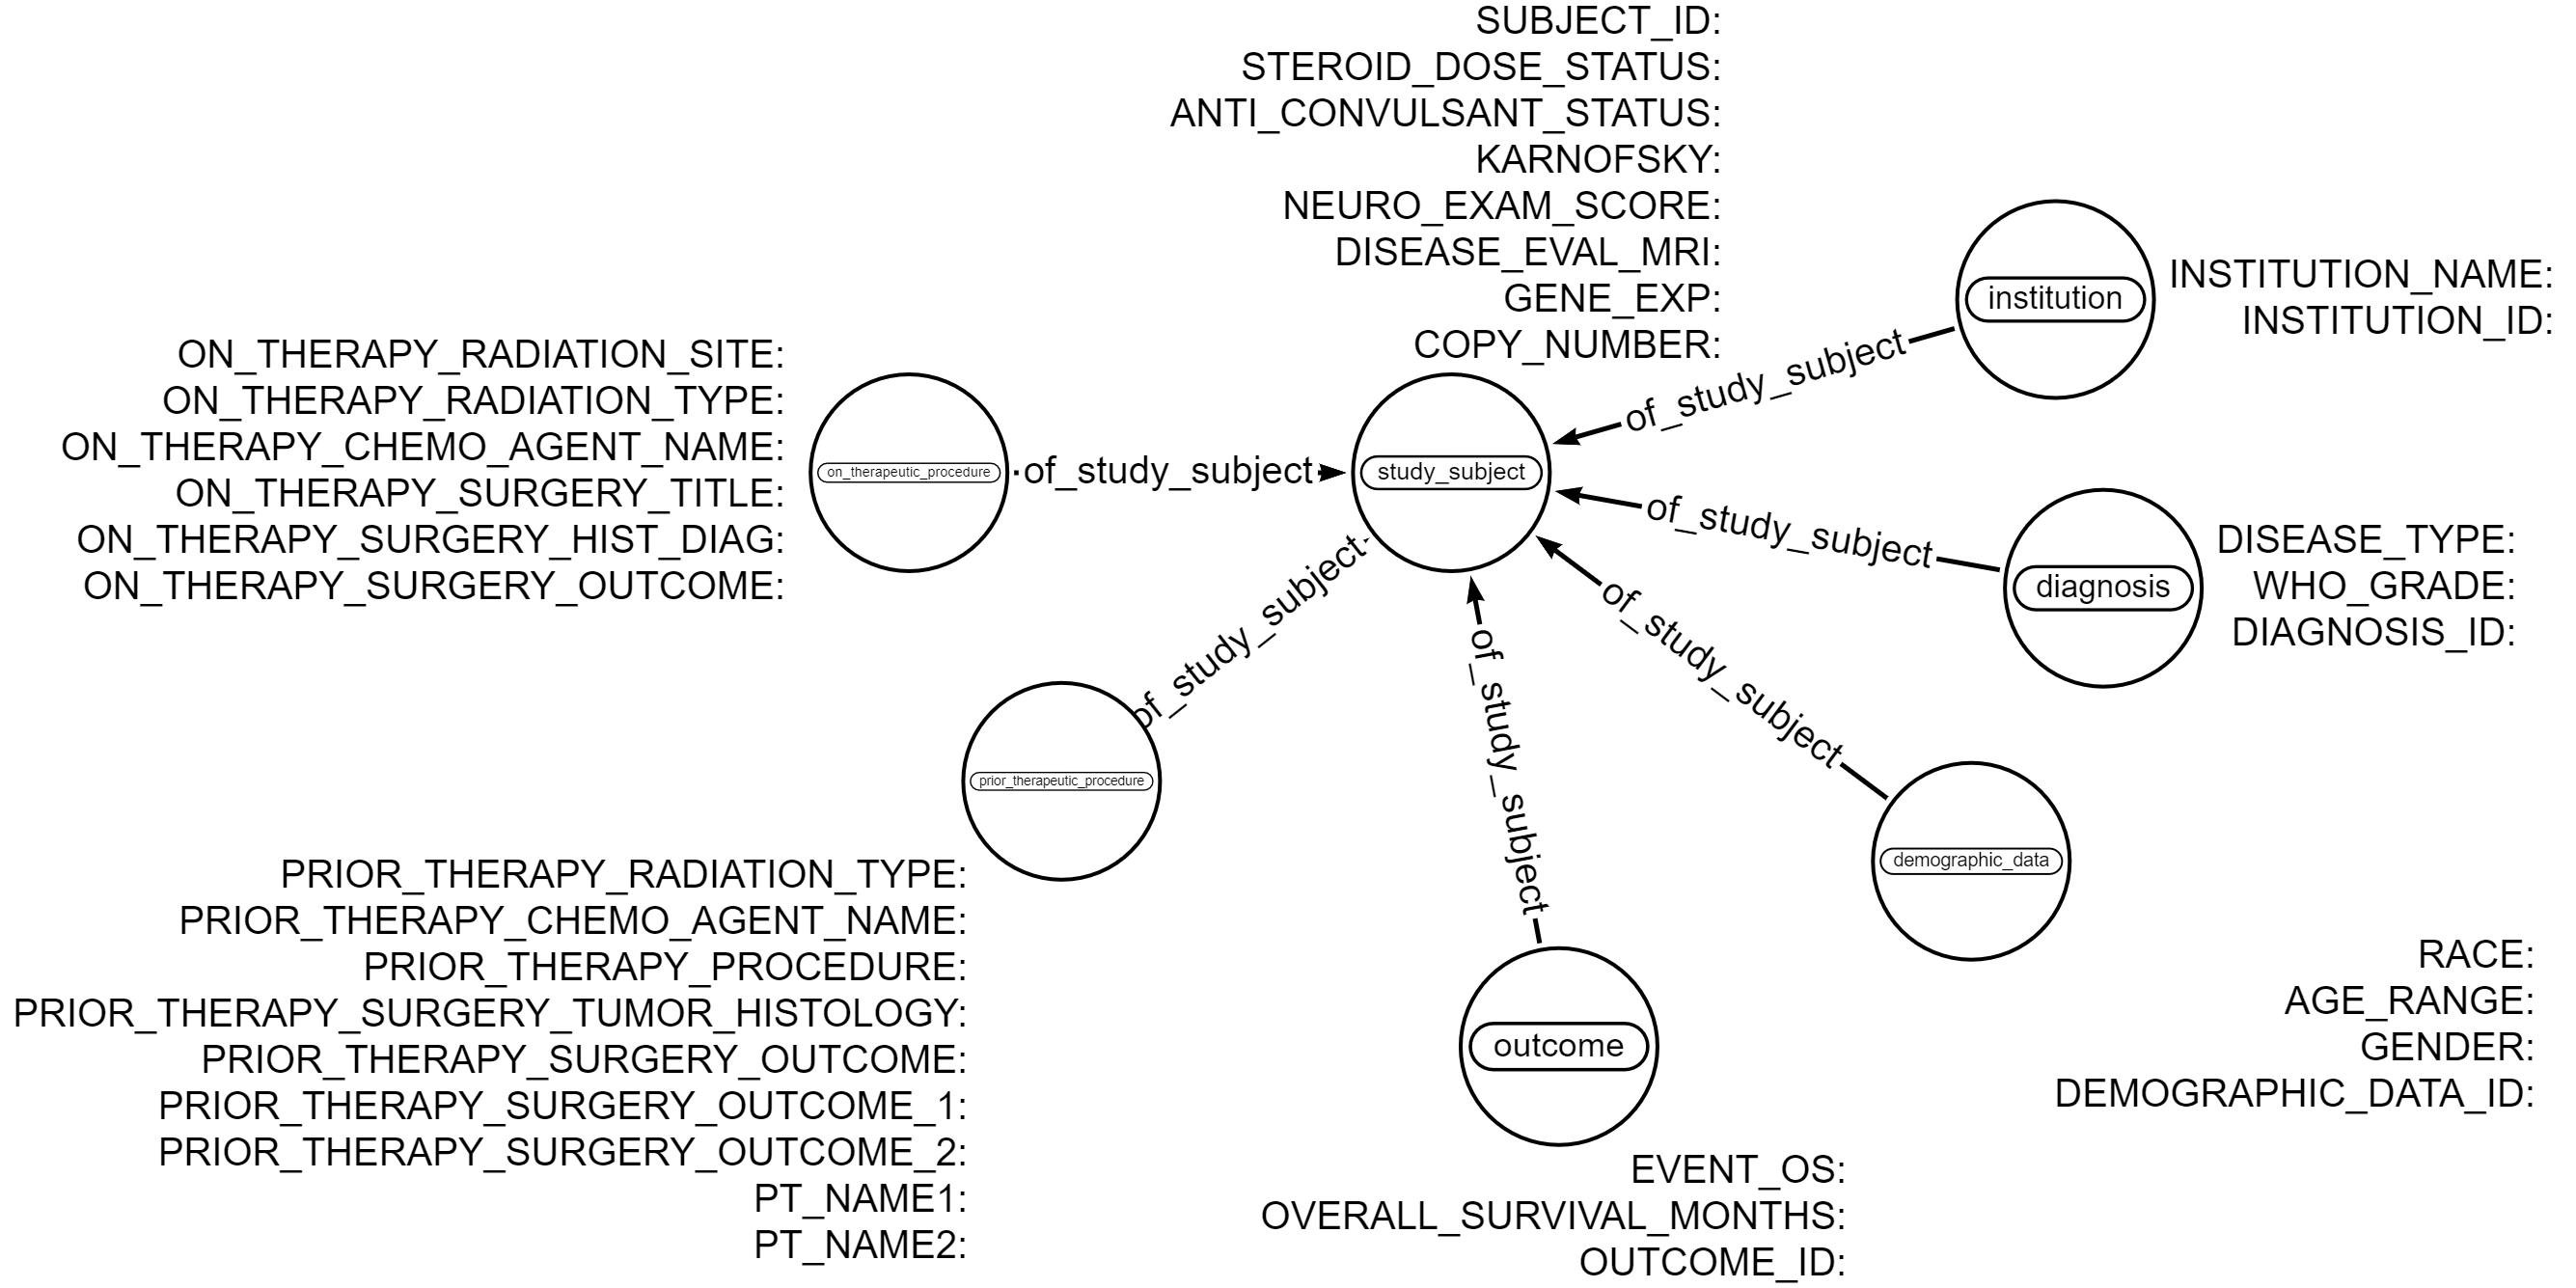 SUBJECT_ID:
STEROID_DOSE_STATUS:
ANTI_CONVULSANT_STATUS:
KARNOFSKY:
NEURO_EXAM_SCORE:
DISEASE_EVAL_MRI:
GENE_EXP:
COPY_NUMBER:
institution
INSTITUTION_NAME:
INSTITUTION_ID:
of_study_subject
ON_THERAPY_RADIATION_SITE:
ON_THERAPY_RADIATION_TYPE:
ON_THERAPY_CHEMO_AGENT_NAME:
ON_THERAPY_SURGERY_TITLE:
ON_THERAPY_SURGERY_HIST_DIAG:
ON_THERAPY_SURGERY_OUTCOME:
on_therapeutic_procedure
of_study_subject
study_subject
of_study_subject
diagnosis
DISEASE_TYPE:
WHO_GRADE:
DIAGNOSIS_ID:
of_study_subject
of_study_subject
of_study_subject
prior_therapeutic_procedure
PRIOR_THERAPY_RADIATION_TYPE:
PRIOR_THERAPY_CHEMO_AGENT_NAME:
PRIOR_THERAPY_PROCEDURE:
PRIOR_THERAPY_SURGERY_TUMOR_HISTOLOGY:
PRIOR_THERAPY_SURGERY_OUTCOME:
PRIOR_THERAPY_SURGERY_OUTCOME_1:
PRIOR_THERAPY_SURGERY_OUTCOME_2:
PT_NAME1:
PT_NAME2:
demographic_data
RACE:
AGE_RANGE:
GENDER:
DEMOGRAPHIC_DATA_ID:
outcome
EVENT_OS:
OVERALL_SURVIVAL_MONTHS:
OUTCOME_ID: